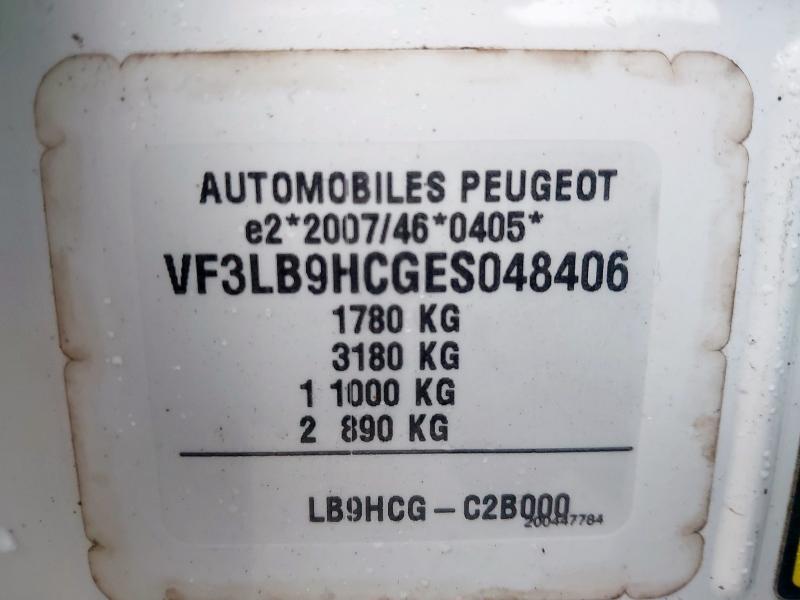 AUTOMOBILES PEUGEOT
e2*2007/46*0405*
VF3LB9HCGES048406
1780 KG
3180 KG
1 1000 KG
2 890 KG
LB9HCG – C2B000
200447784